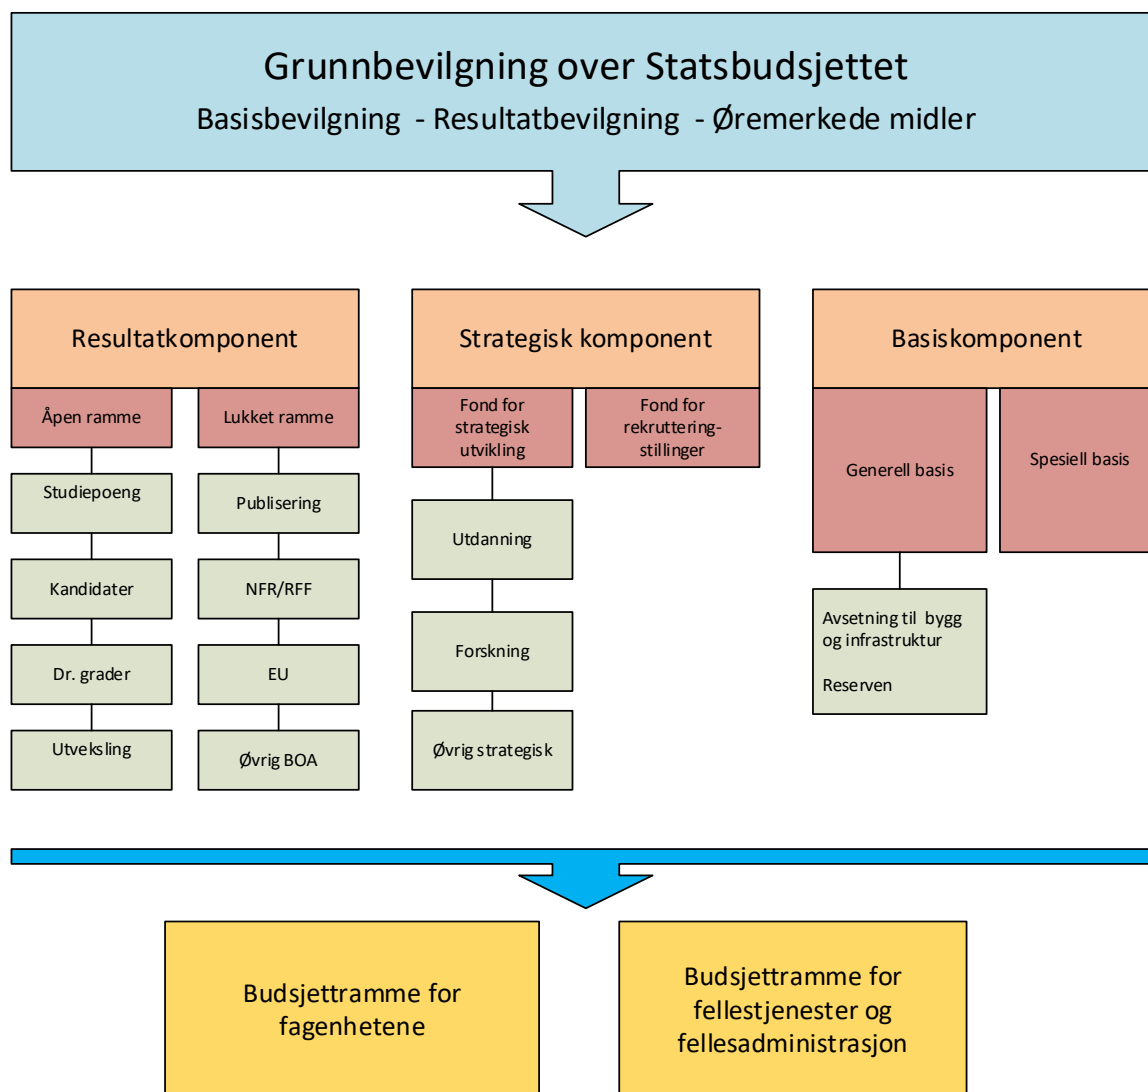 Grunnbevilgning over Statsbudsjettet
Basisbevilgning - Resultatbevilgning - Øremerkede midler
Resultatkomponent
Åpen ramme
Studiepoeng
Kandidater
Dr. grader
Utveksling
Lukket ramme
Publisering
NFR/RFF
EU
Øvrig BOA
Strategisk komponent
Fond for
strategisk
utvikling
Utdanning
Forskning
Øvrig strategisk
Fond for
rekruttering-
stillinger
Basiskomponent
Generell basis
Avsetning til bygg
og infrastruktur
Reserven
Spesiell basis
Budsjettramme for
fagenhetene
Budsjettramme for
fellestjenester og
fellesadministrasjon